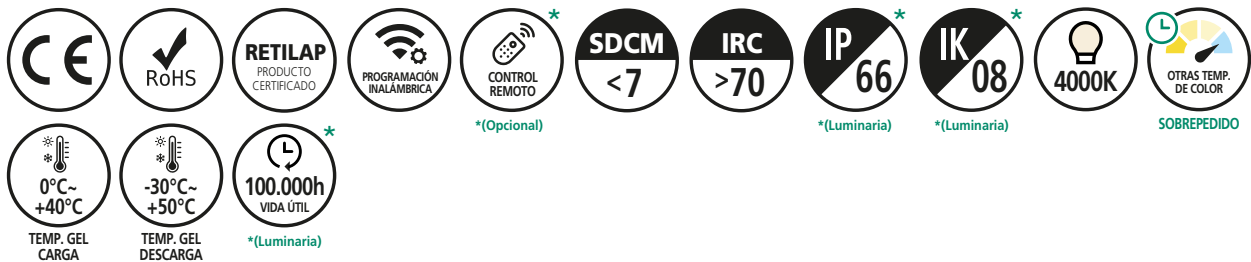 CE
RoHS
RETILAP
PRODUCTO
CERTIFICADO
PROGRAMACIÓN
INALÁMBRICA
*
CONTROL
REMOTO
*(Opcional)
SDCM
<7
IRC
>70
*
IP
66
*(Luminaria)
*
IK
08
*(Luminaria)
4000K
OTRAS TEMP.
DE COLOR
SOBREPEDIDO
0°C~
+40°C
TEMP. GEL
CARGA
-30°C~
+50°C
TEMP. GEL
DESCARGA
*
100.000h
VIDA ÚTIL
*(Luminaria)